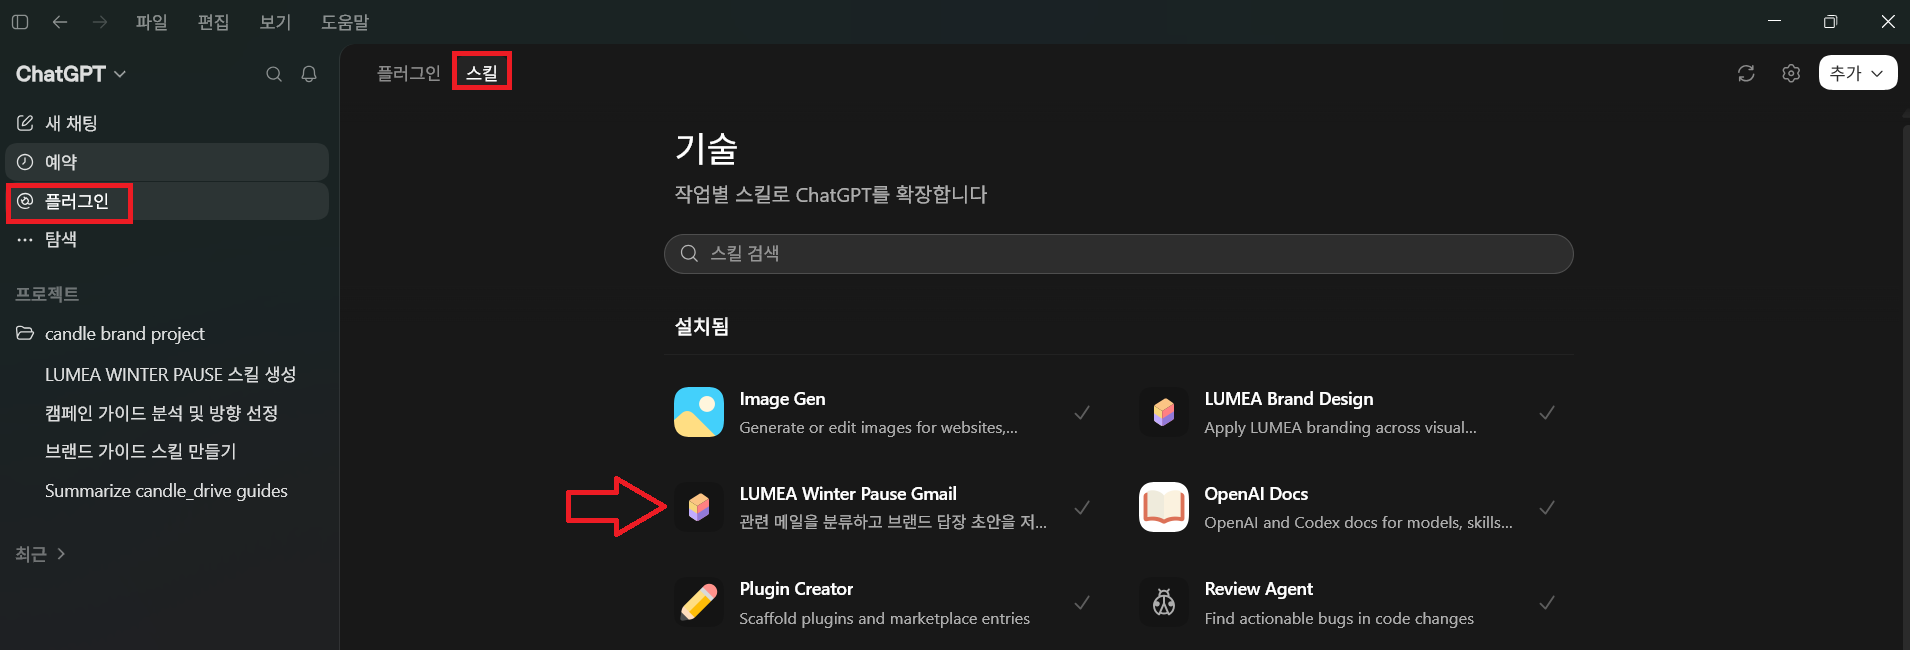 파일 편집 보기 도움말
ChatGPT
새 채팅
예약
플러그인
탐색
프로젝트
candle brand project
LUMEA WINTER PAUSE 스킬 생성
캠페인 가이드 분석 및 방향 선정
브랜드 가이드 스킬 만들기
Summarize candle_drive guides
최근
플러그인 스킬
추가
기술
작업별 스킬로 ChatGPT를 확장합니다
스킬 검색
설치됨
Image Gen
Generate or edit images for websites,...
LUMEA Brand Design
Apply LUMEA branding across visual...
LUMEA Winter Pause Gmail
관련 메일을 분류하고 브랜드 답장 초안을 저...
OpenAI Docs
OpenAI and Codex docs for models, skills...
Plugin Creator
Scaffold plugins and marketplace entries
Review Agent
Find actionable bugs in code changes